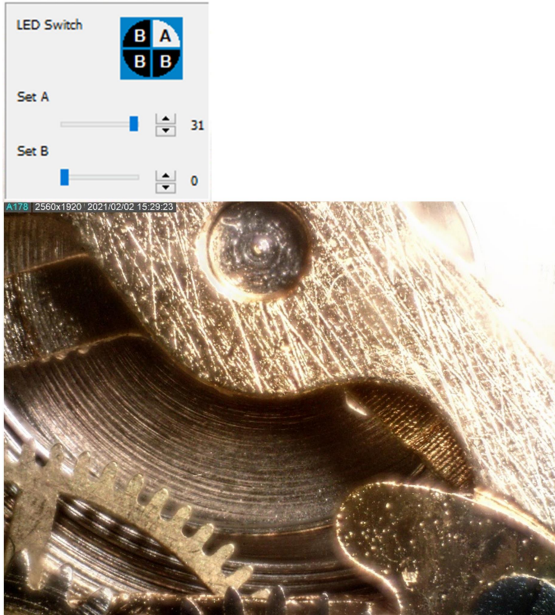 LED Switch
B A
B B
Set A
31
Set B
0
A178 2560x1920 2021/02/02 15:29:23